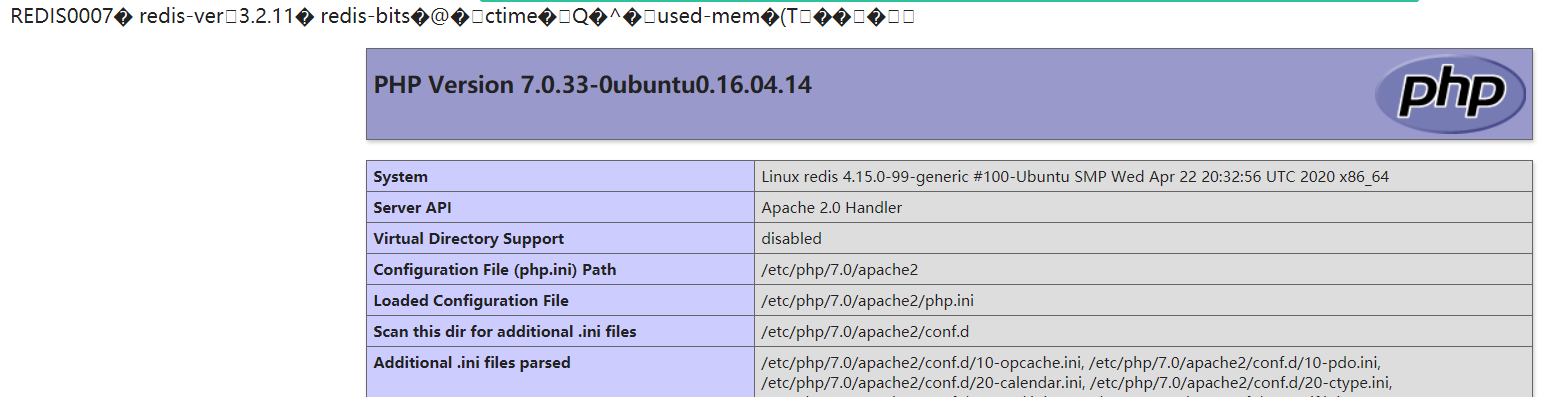 REDIS0007� redis-ver□3.2.11� redis-bits�@�□ctime�□Q�^�□used-mem�(T□��□�□□
PHP Version 7.0.33-0ubuntu0.16.04.14
php
System Linux redis 4.15.0-99-generic #100-Ubuntu SMP Wed Apr 22 20:32:56 UTC 2020 x86_64
Server API Apache 2.0 Handler
Virtual Directory Support disabled
Configuration File (php.ini) Path /etc/php/7.0/apache2
Loaded Configuration File /etc/php/7.0/apache2/php.ini
Scan this dir for additional .ini files /etc/php/7.0/apache2/conf.d
Additional .ini files parsed /etc/php/7.0/apache2/conf.d/10-opcache.ini, /etc/php/7.0/apache2/conf.d/10-pdo.ini,
/etc/php/7.0/apache2/conf.d/20-calendar.ini, /etc/php/7.0/apache2/conf.d/20-ctype.ini,